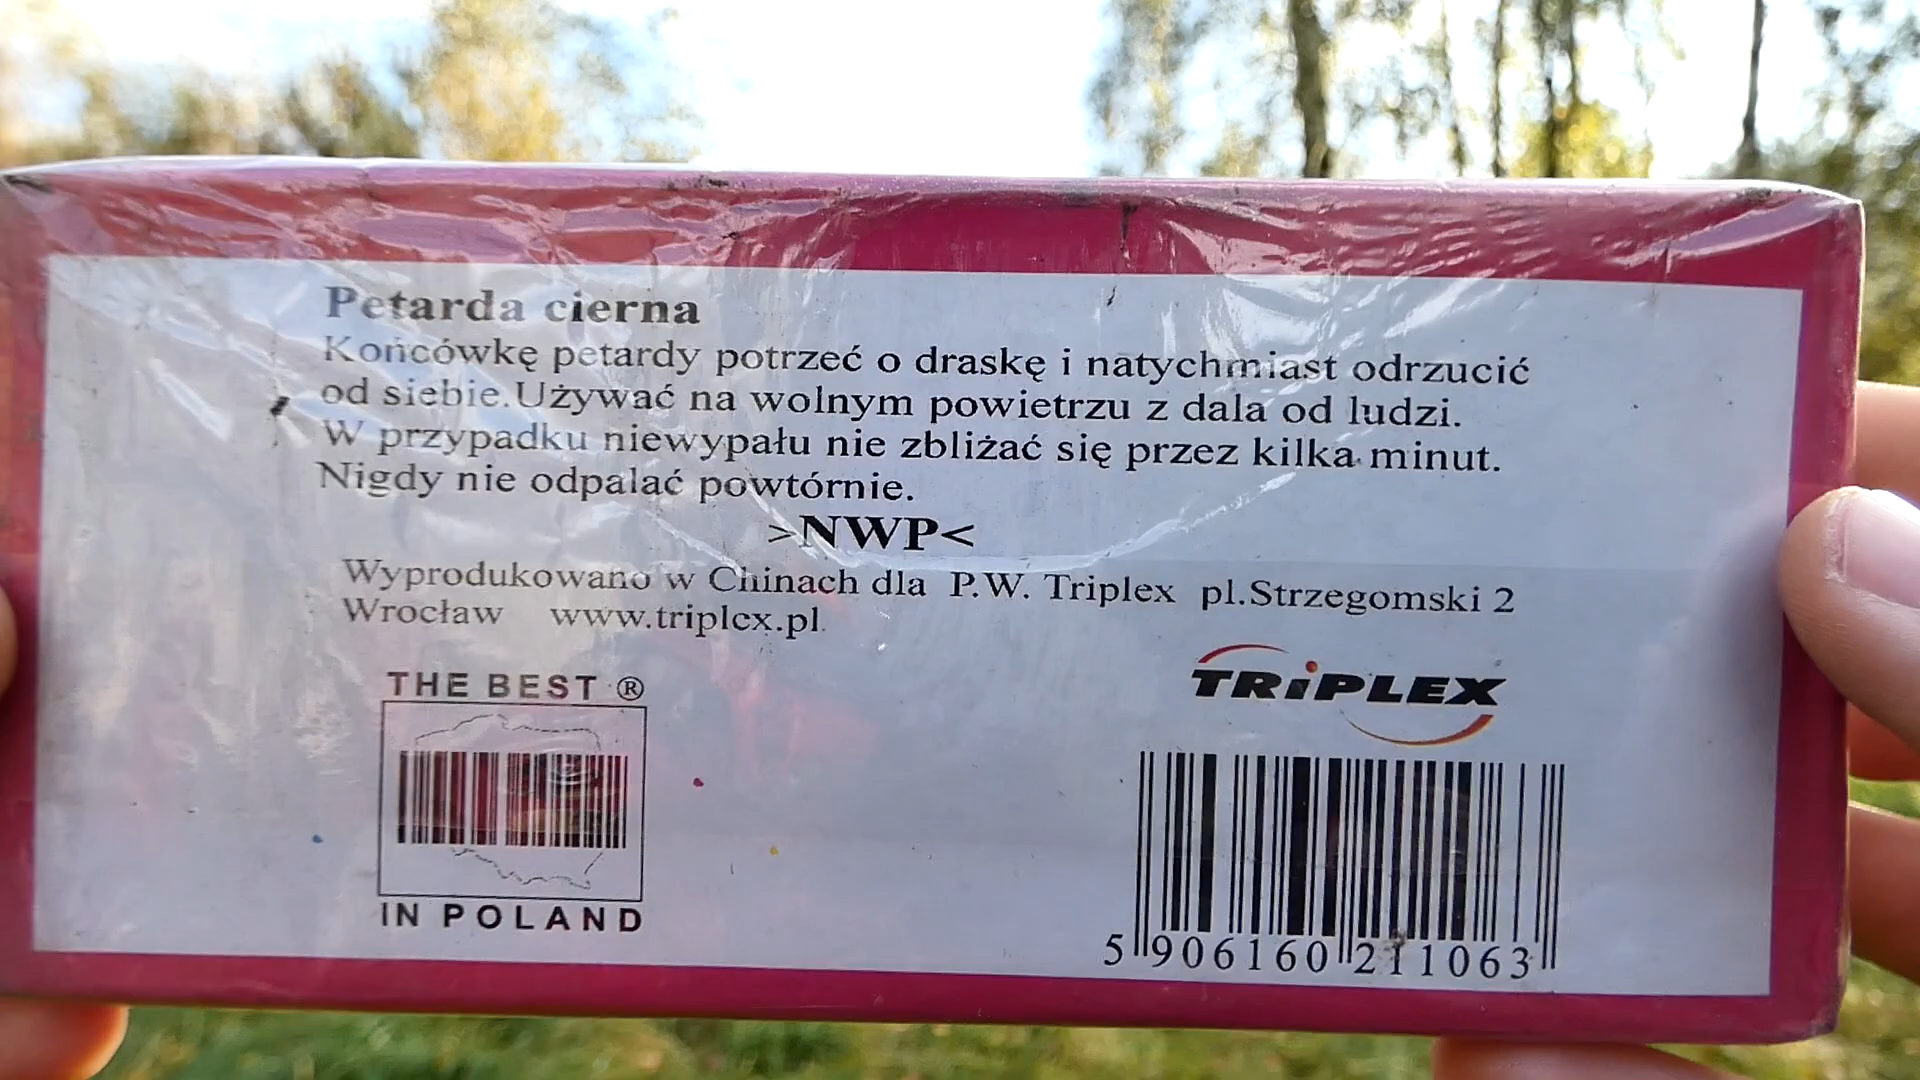 Petarda cierna
Końcówkę petardy potrzeć o draskę i natychmiast odrzucić
od siebie.Używać na wolnym powietrzu z dala od ludzi.
W przypadku niewypału nie zbliżać się przez kilka minut.
Nigdy nie odpalać powtórnie.
>NWP<
Wyprodukowano w Chinach dla P.W. Triplex pl.Strzegomski 2
Wrocław www.triplex.pl
THE BEST ®
IN POLAND
TRiPLEX
5 906160 211063